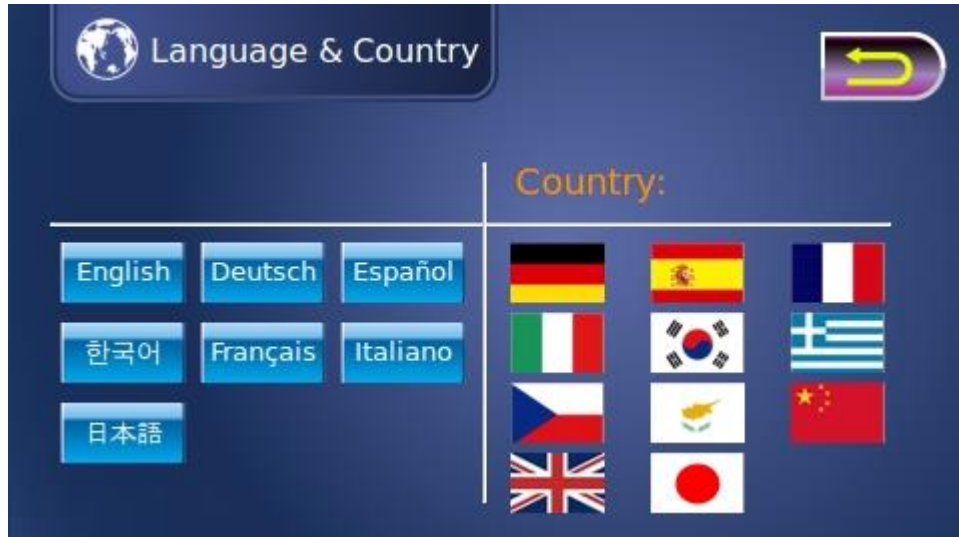 Language & Country
Country:
English Deutsch Español
한국어 Français Italiano
日本語